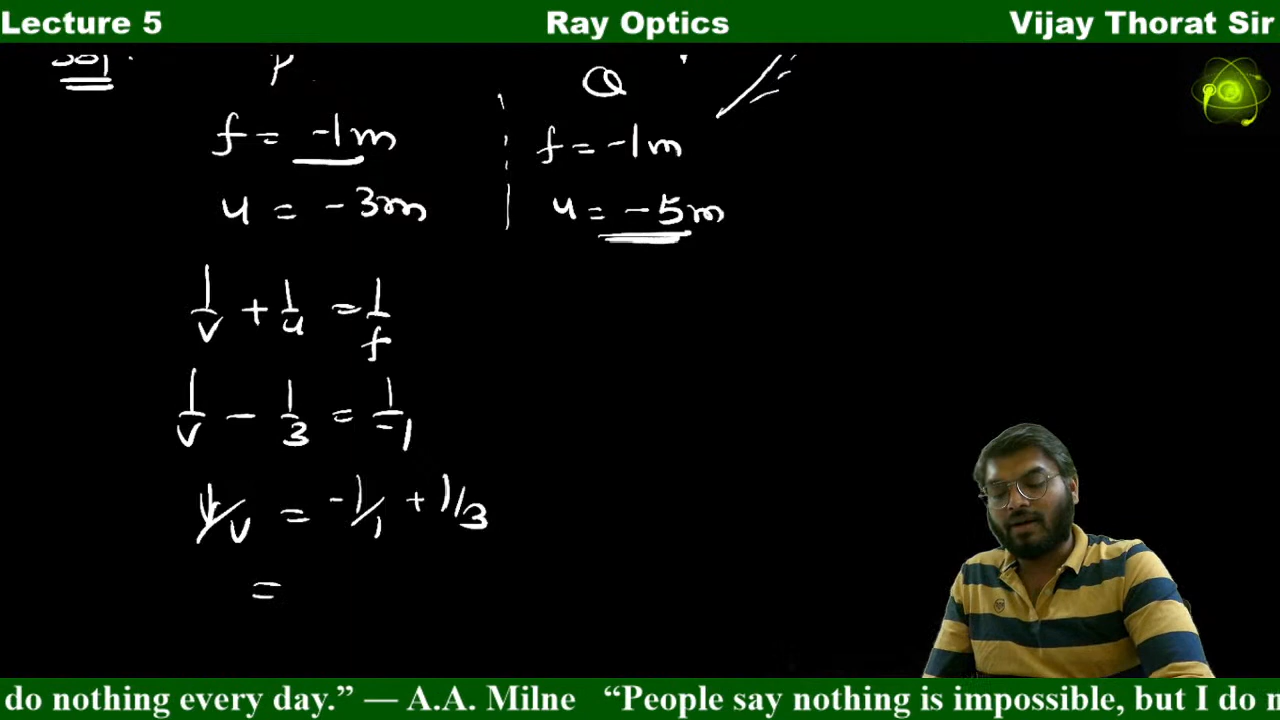 Lecture 5 Ray Optics Vijay Thorat Sir
P Q
f = -1m f = -1m
u = -3m u = -5m
1/v + 1/u = 1/f
1/v - 1/3 = 1/-1
1/v = -1/1 + 1/3
=
do nothing every day.” — A.A. Milne “People say nothing is impossible, but I do n